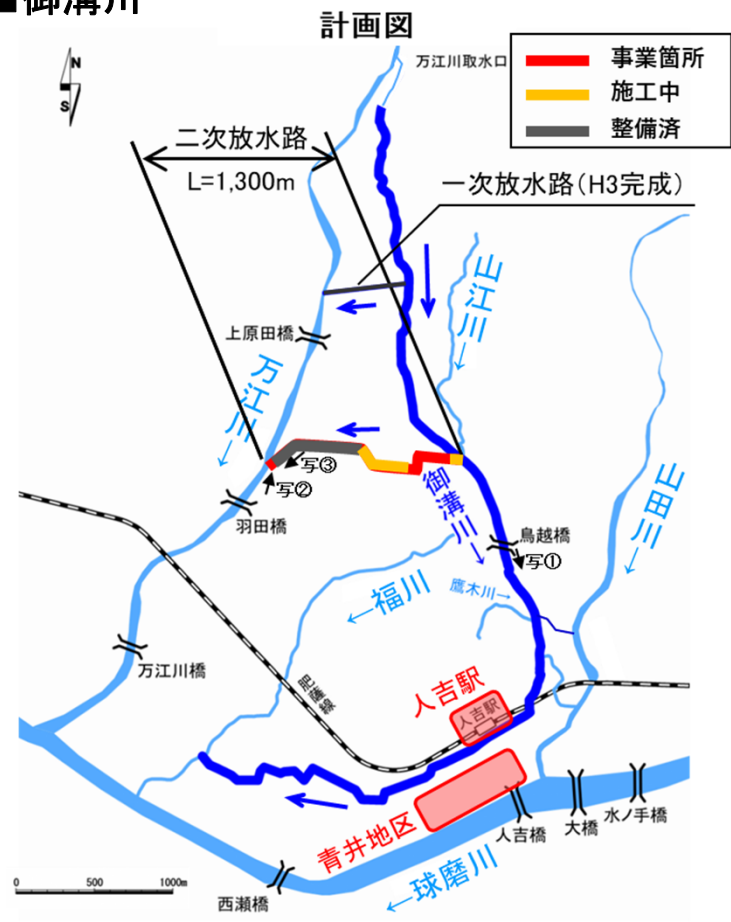 ■御溝川
計画図
万江川取水口
事業箇所
施工中
整備済
N
S
二次放水路
L=1,300m
一次放水路(H3完成)
山江川→
上原田橋
万江川→
写③
写②
御溝川→
山田川→
羽田橋
鳥越橋
写①
←福川
鷹木川→
万江川橋
肥薩線
人吉駅
人吉駅
青井地区
人吉橋
大橋
水ノ手橋
←球磨川
西瀬橋
0 500 1000m